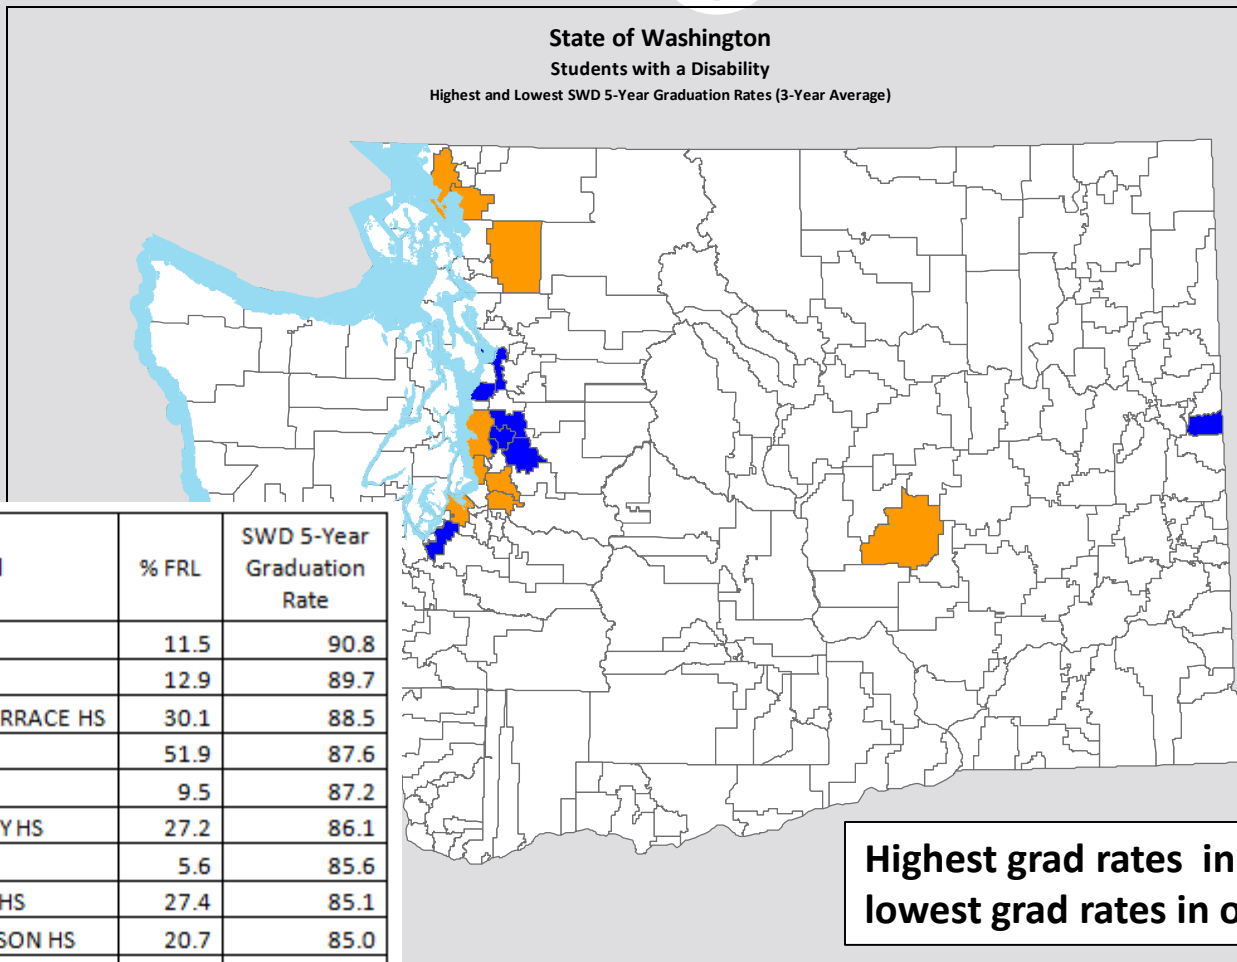 State of Washington
Students with a Disability
Highest and Lowest SWD 5-Year Graduation Rates (3-Year Average)
% FRL
SWD 5-Year
Graduation
Rate
11.5 90.8
12.9 89.7
RRACE HS 30.1 88.5
51.9 87.6
9.5 87.2
Y HS 27.2 86.1
5.6 85.6
HS 27.4 85.1
SON HS 20.7 85.0
Highest grad rates in
lowest grad rates in o